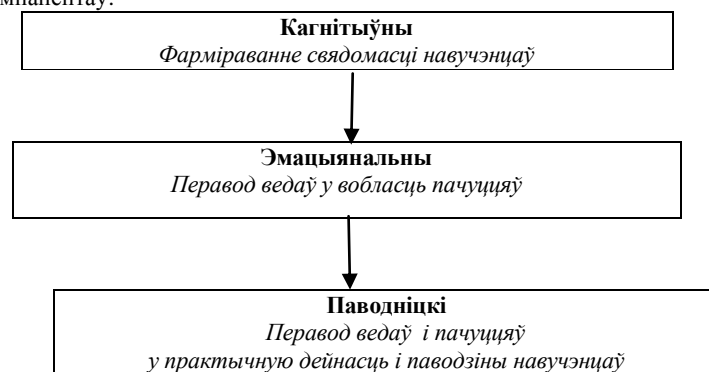 Кагнітыўны
Фарміраванне свядомасці навучэнцаў
Эмацыянальны
Перавод ведаў у вобласць пачуццяў
Паводніцкі
Перавод ведаў і пачуццяў
у практычную дейнасць і паводзіны навучэнцаў